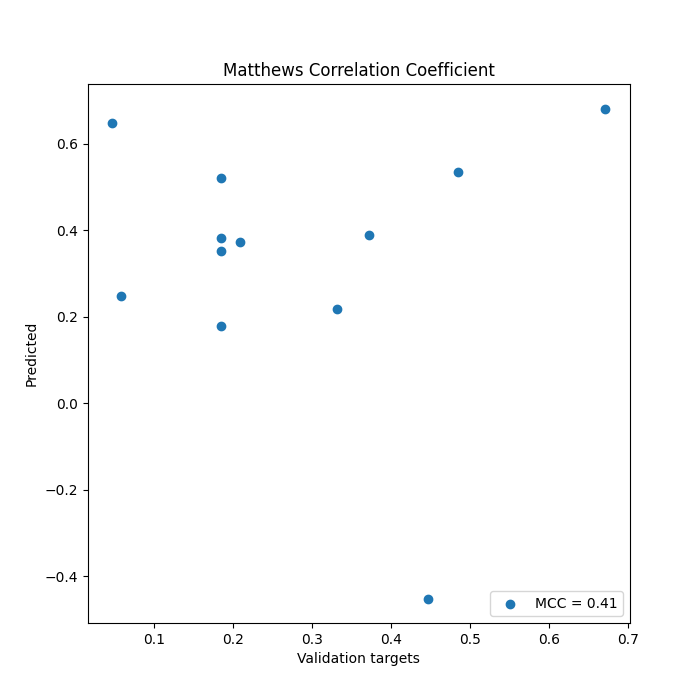 Matthews Correlation Coefficient
0.6
0.4
0.2
0.0
−0.2
−0.4
Predicted
MCC = 0.41
0.1 0.2 0.3 0.4 0.5 0.6 0.7
Validation targets